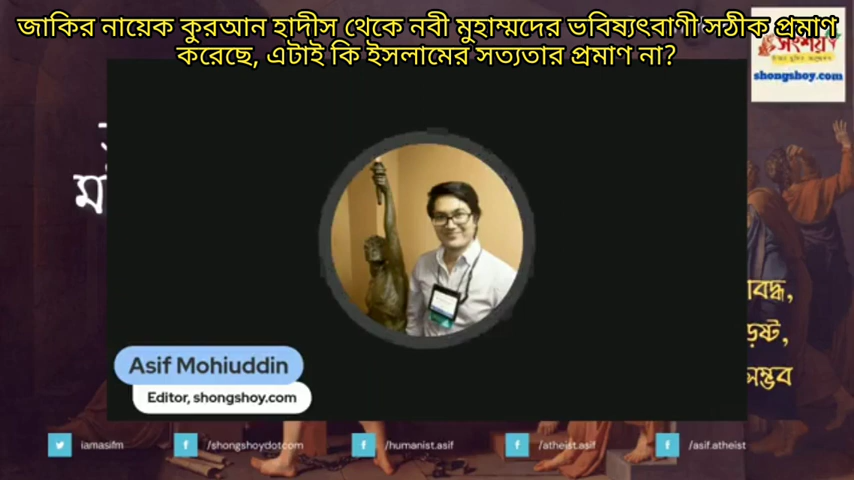 জাকির নায়েক কুরআন হাদীস থেকে নবী মুহাম্মদের ভবিষ্যৎবাণী সঠীক প্রমাণ
করেছে, এটাই কি ইসলামের সত্যতার প্রমাণ না?
সংশয়
shongshoy.com
Asif Mohiuddin
Editor, shongshoy.com
iamasifm
/shongshoydotcom
/humanist.asif
/atheist.asif
/asif.atheist